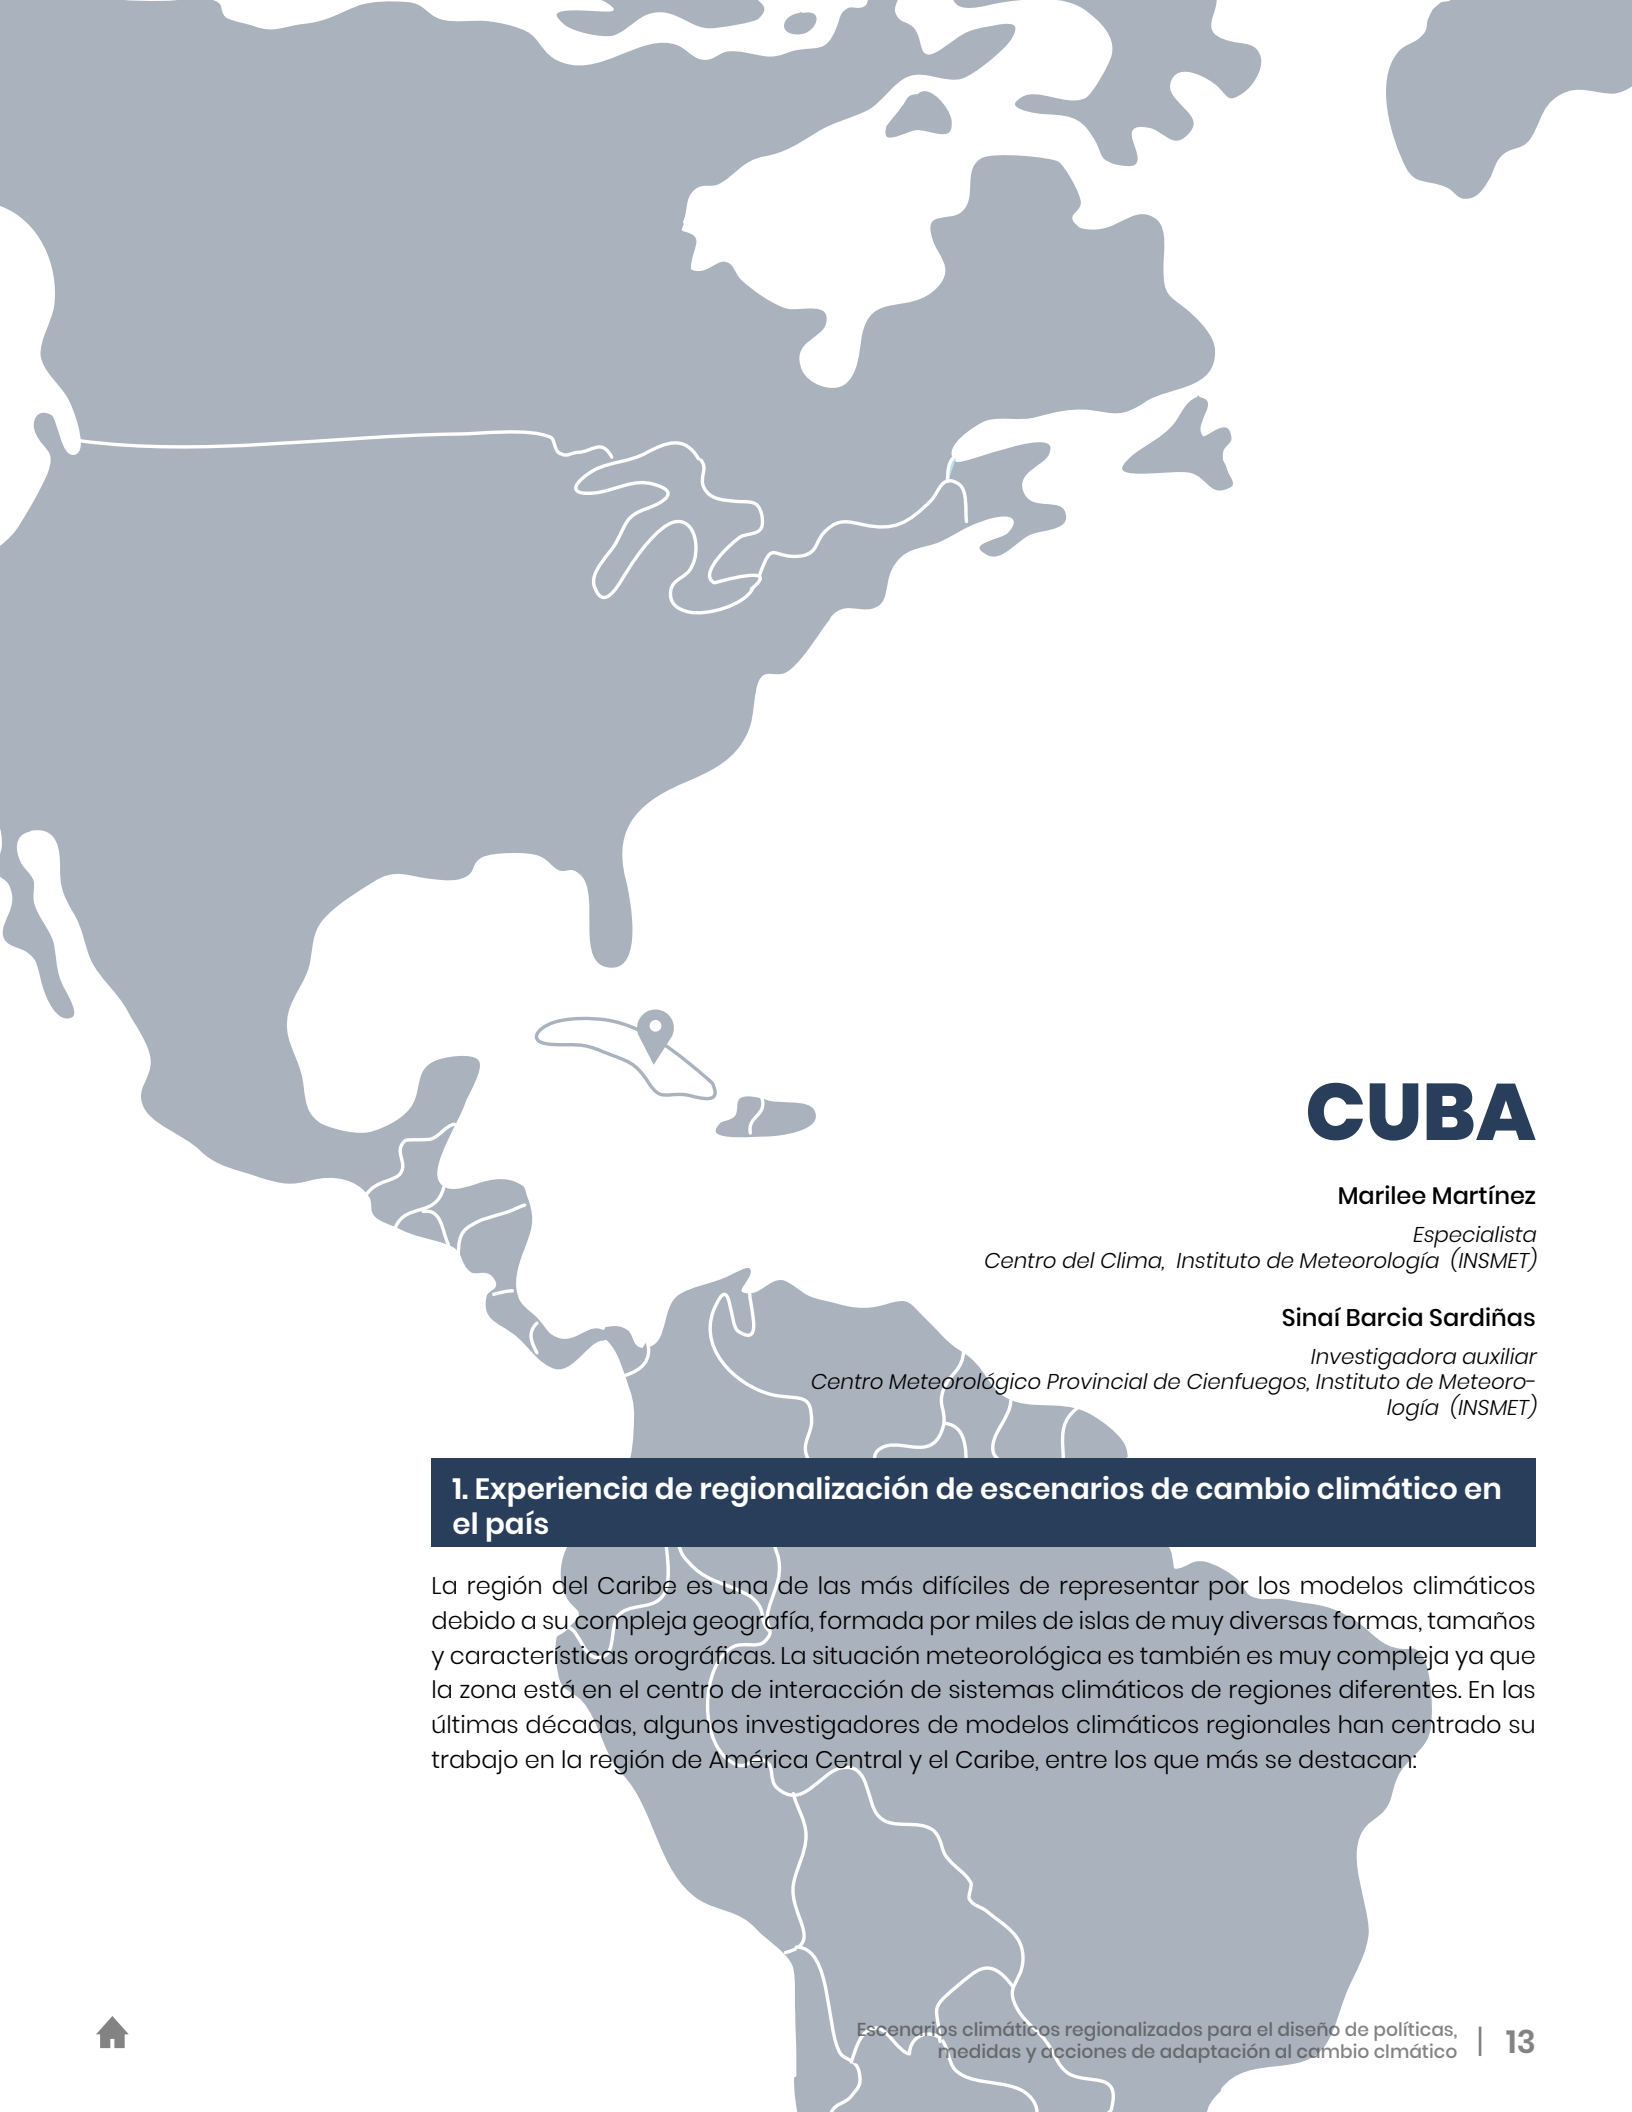 CUBA
Marilee Martínez
Especialista
Centro del Clima, Instituto de Meteorología (INSMET)
Sinaí Barcia Sardiñas
Investigadora auxiliar
Centro Meteorológico Provincial de Cienfuegos, Instituto de Meteoro-
logía (INSMET)
1. Experiencia de regionalización de escenarios de cambio climático en
el país
La región del Caribe es una de las más difíciles de representar por los modelos climáticos
debido a su compleja geografía, formada por miles de islas de muy diversas formas, tamaños
y características orográficas. La situación meteorológica es también es muy compleja ya que
la zona está en el centro de interacción de sistemas climáticos de regiones diferentes. En las
últimas décadas, algunos investigadores de modelos climáticos regionales han centrado su
trabajo en la región de América Central y el Caribe, entre los que más se destacan:
Escenarios climáticos regionalizados para el diseño de políticas,
medidas y acciones de adaptación al cambio clmático
13